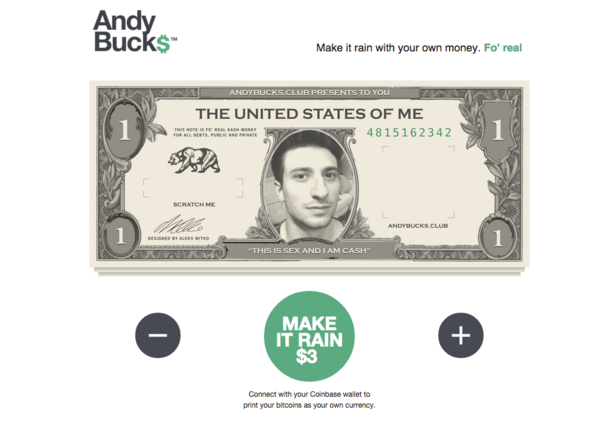 Andy
Buck$™
Make it rain with your own money. Fo' real
ANDYBUCKS.CLUB PRESENTS TO YOU
THE UNITED STATES OF ME
1
1
THIS NOTE IS FO' REAL KASH MONEY
FOR ALL DEBTS, PUBLIC AND PRIVATE
4815162342
SCRATCH ME
ANDYBUCKS.CLUB
DESIGNED BY ALEKS WITKO
1
1
"THIS IS SEX AND I AM CASH"
MAKE
IT RAIN
$3
Connect with your Coinbase wallet to
print your bitcoins as your own currency.